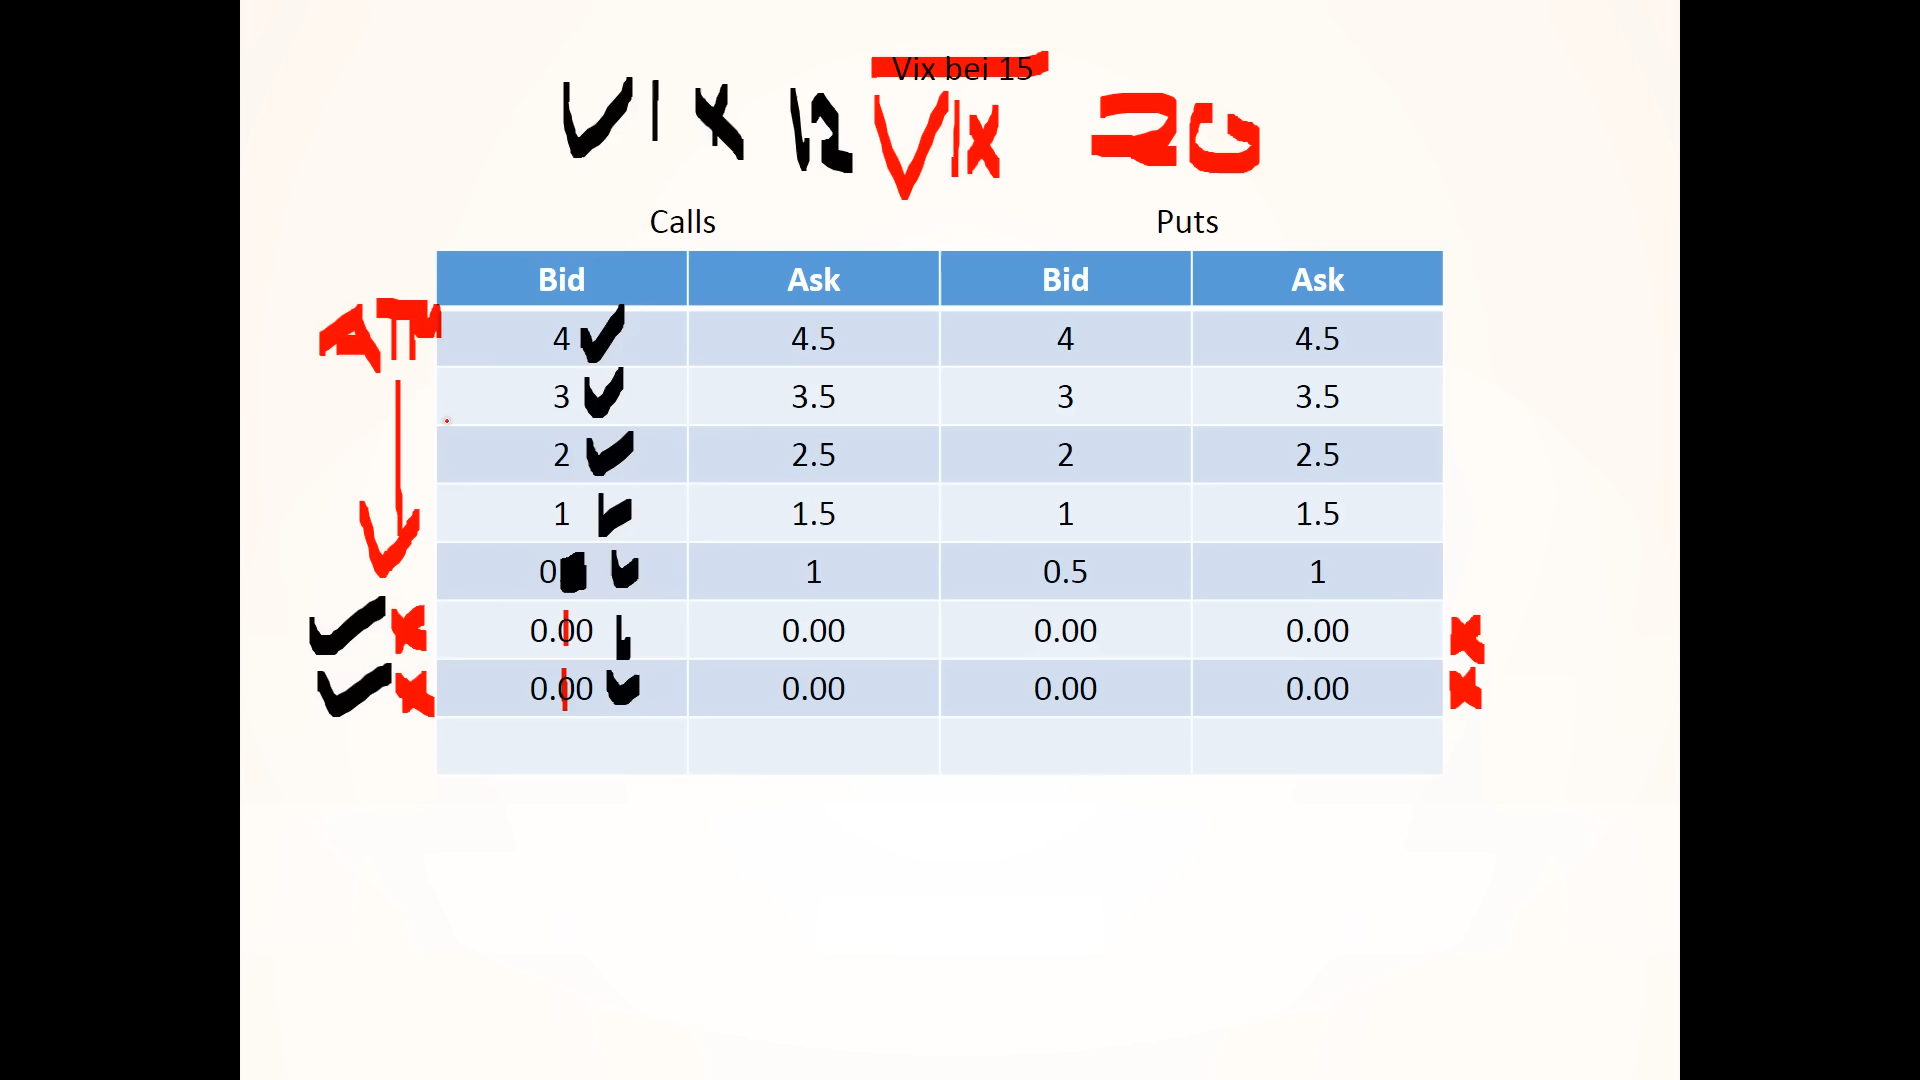 Vix bei 15
VIX 12 VIX
Calls Puts
Bid Ask Bid Ask
ATM 4 4.5 4 4.5
3 3.5 3 3.5
2 2.5 2 2.5
1 1.5 1 1.5
0. 1 0.5 1
0.00 0.00 0.00 0.00
0.00 0.00 0.00 0.00